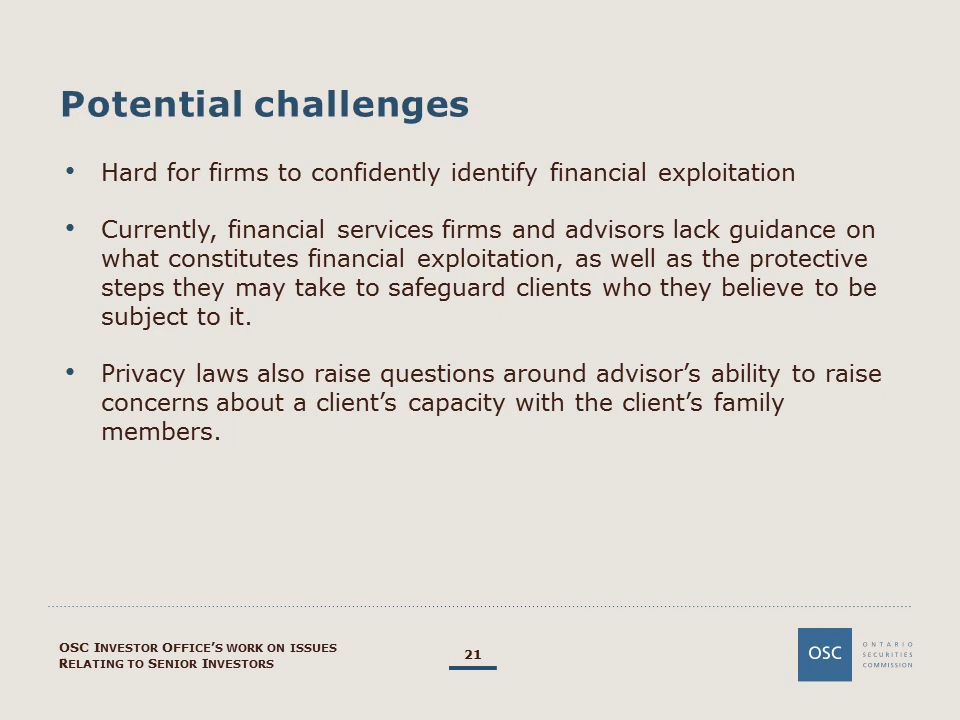 Potential challenges
• Hard for firms to confidently identify financial exploitation
• Currently, financial services firms and advisors lack guidance on
what constitutes financial exploitation, as well as the protective
steps they may take to safeguard clients who they believe to be
subject to it.
• Privacy laws also raise questions around advisor’s ability to raise
concerns about a client’s capacity with the client’s family
members.
OSC INVESTOR OFFICE’S WORK ON ISSUES
RELATING TO SENIOR INVESTORS
21
OSC
ONTARIO
SECURITIES
COMMISSION